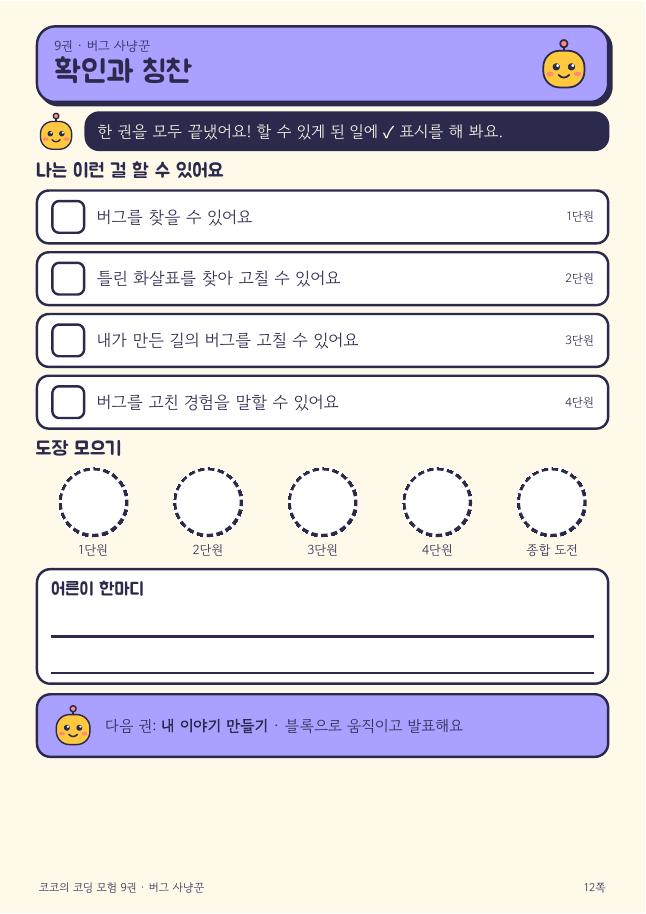 9권 · 버그 사냥꾼
확인과 칭찬
한 권을 모두 끝냈어요! 할 수 있게 된 일에 ✓ 표시를 해 봐요.
나는 이런 걸 할 수 있어요
버그를 찾을 수 있어요 1단원
틀린 화살표를 찾아 고칠 수 있어요 2단원
내가 만든 길의 버그를 고칠 수 있어요 3단원
버그를 고친 경험을 말할 수 있어요 4단원
도장 모으기
1단원 2단원 3단원 4단원 종합 도전
어른이 한마디
다음 권: 내 이야기 만들기 · 블록으로 움직이고 발표해요
코코의 코딩 모험 9권 · 버그 사냥꾼 12쪽